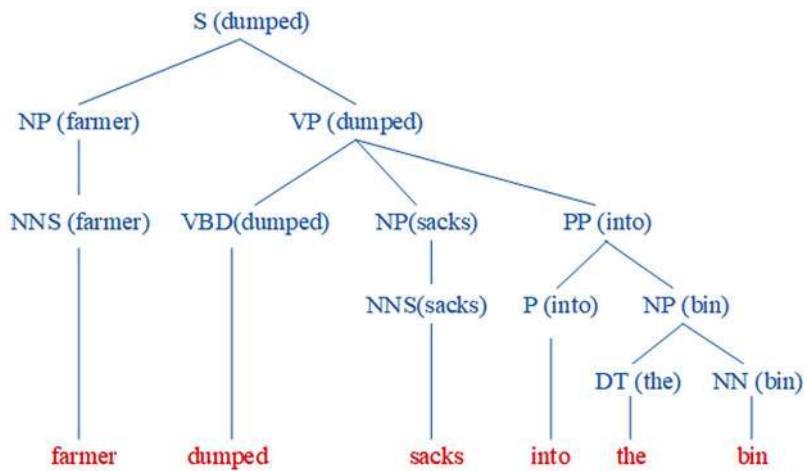 S (dumped)
NP (farmer) VP (dumped)
NNS (farmer) VBD(dumped) NP(sacks) PP (into)
NNS(sacks) P (into) NP (bin)
DT (the) NN (bin)
farmer dumped sacks into the bin